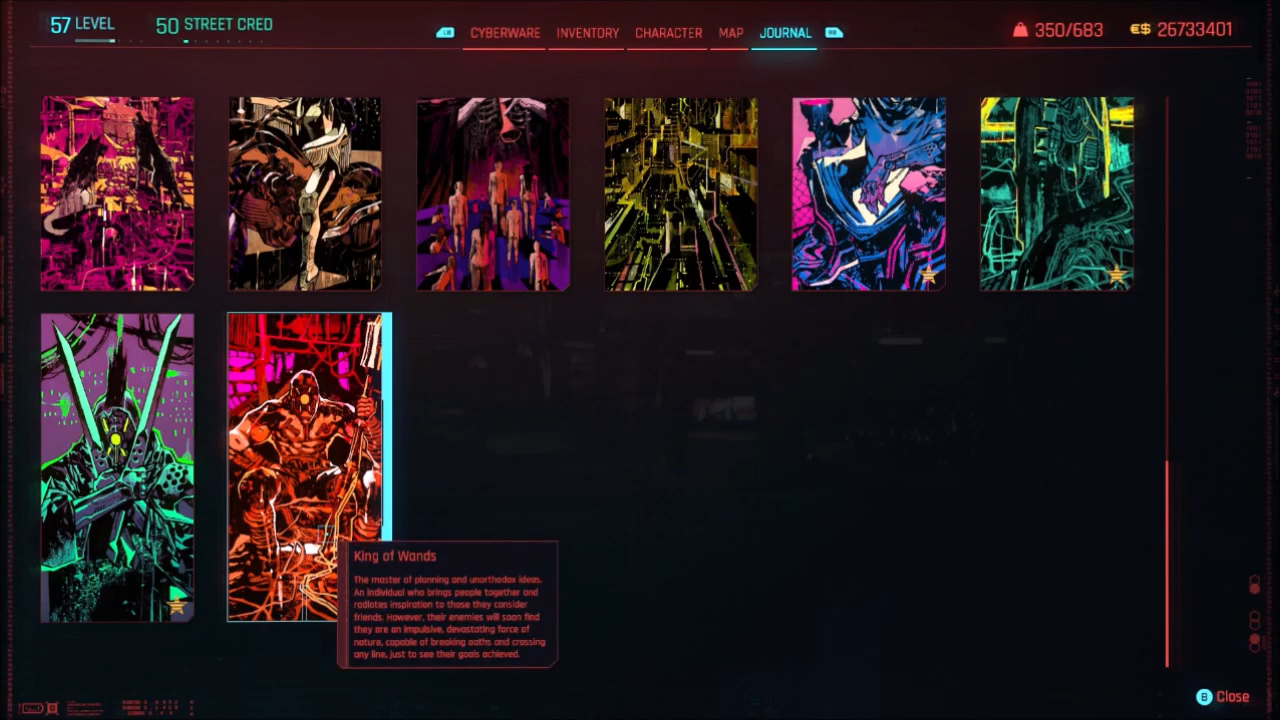 57 LEVEL
50 STREET CRED
LB CYBERWARE INVENTORY CHARACTER MAP JOURNAL RB
350/683
€$ 26733401
King of Wands
The master of planning and unorthodox ideas.
An individual who brings people together and
radiates inspiration to those they consider
friends. However, their enemies will soon find
they are an impulsive, devastating force of
nature, capable of breaking oaths and crossing
any line, just to see their goals achieved.
B Close